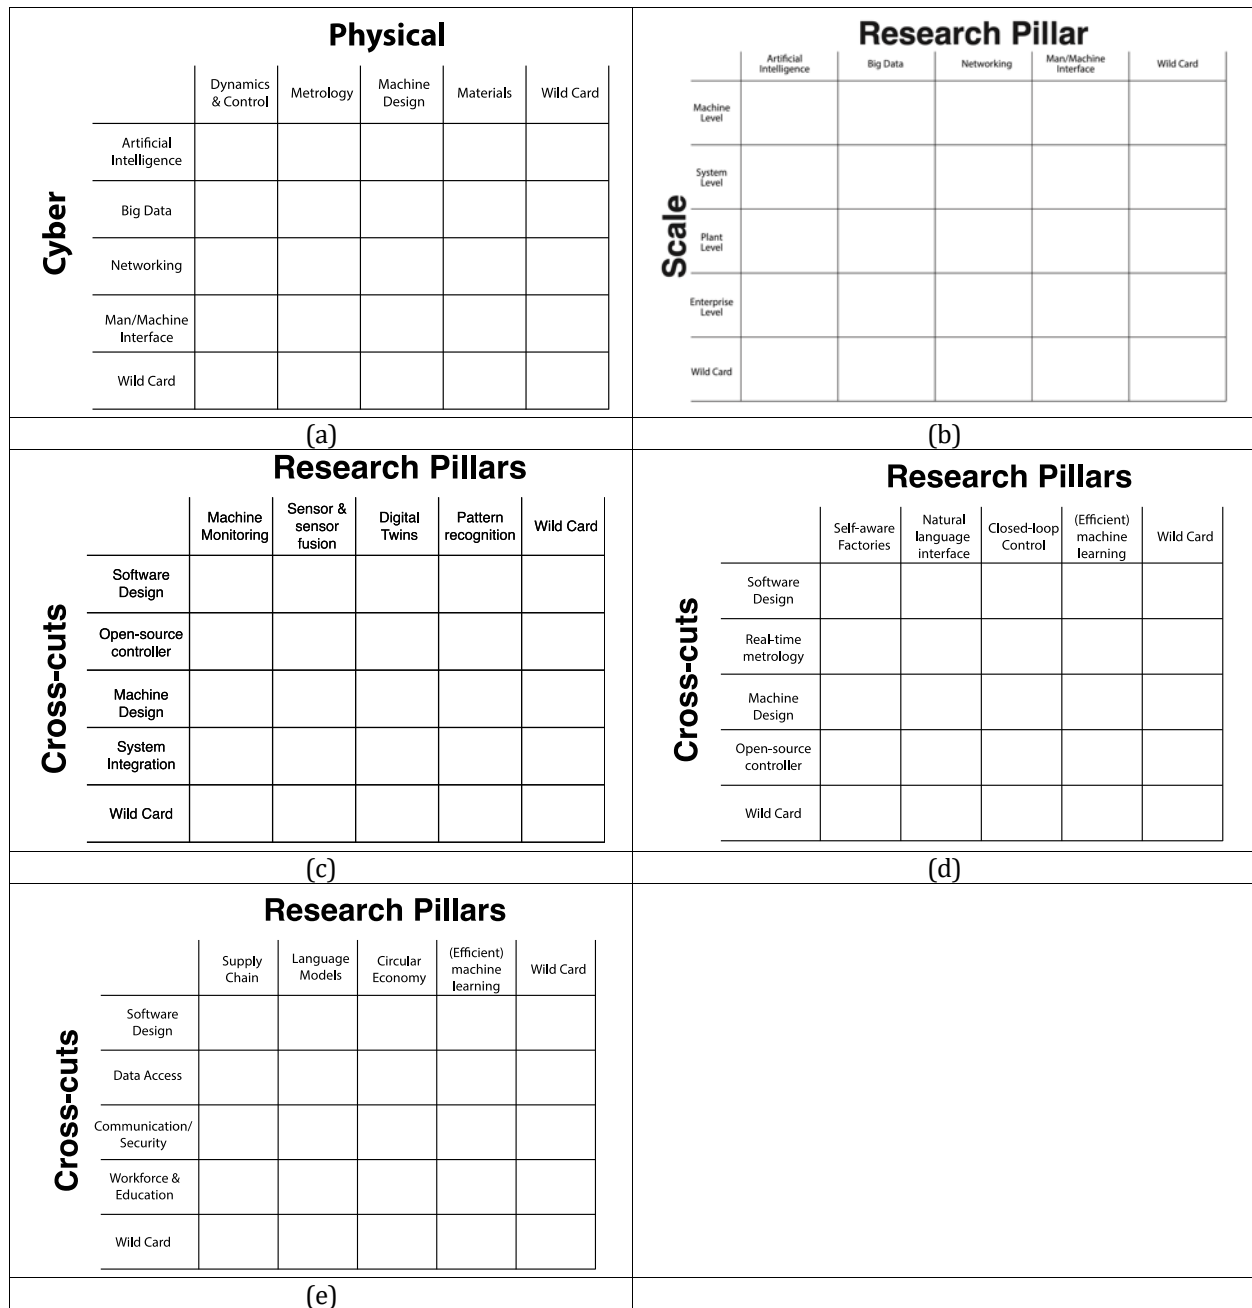 Physical
Dynamics & Control
Metrology
Machine Design
Materials
Wild Card
Cyber
Artificial Intelligence
Big Data
Networking
Man/Machine Interface
Wild Card
(a)
Research Pillar
Artificial Intelligence
Big Data
Networking
Man/Machine Interface
Wild Card
Scale
Machine Level
System Level
Plant Level
Enterprise Level
Wild Card
(b)
Research Pillars
Machine Monitoring
Sensor & sensor fusion
Digital Twins
Pattern recognition
Wild Card
Cross-cuts
Software Design
Open-source controller
Machine Design
System Integration
Wild Card
(c)
Research Pillars
Self-aware Factories
Natural language interface
Closed-loop Control
(Efficient) machine learning
Wild Card
Cross-cuts
Software Design
Real-time metrology
Machine Design
Open-source controller
Wild Card
(d)
Research Pillars
Supply Chain
Language Models
Circular Economy
(Efficient) machine learning
Wild Card
Cross-cuts
Software Design
Data Access
Communication/ Security
Workforce & Education
Wild Card
(e)